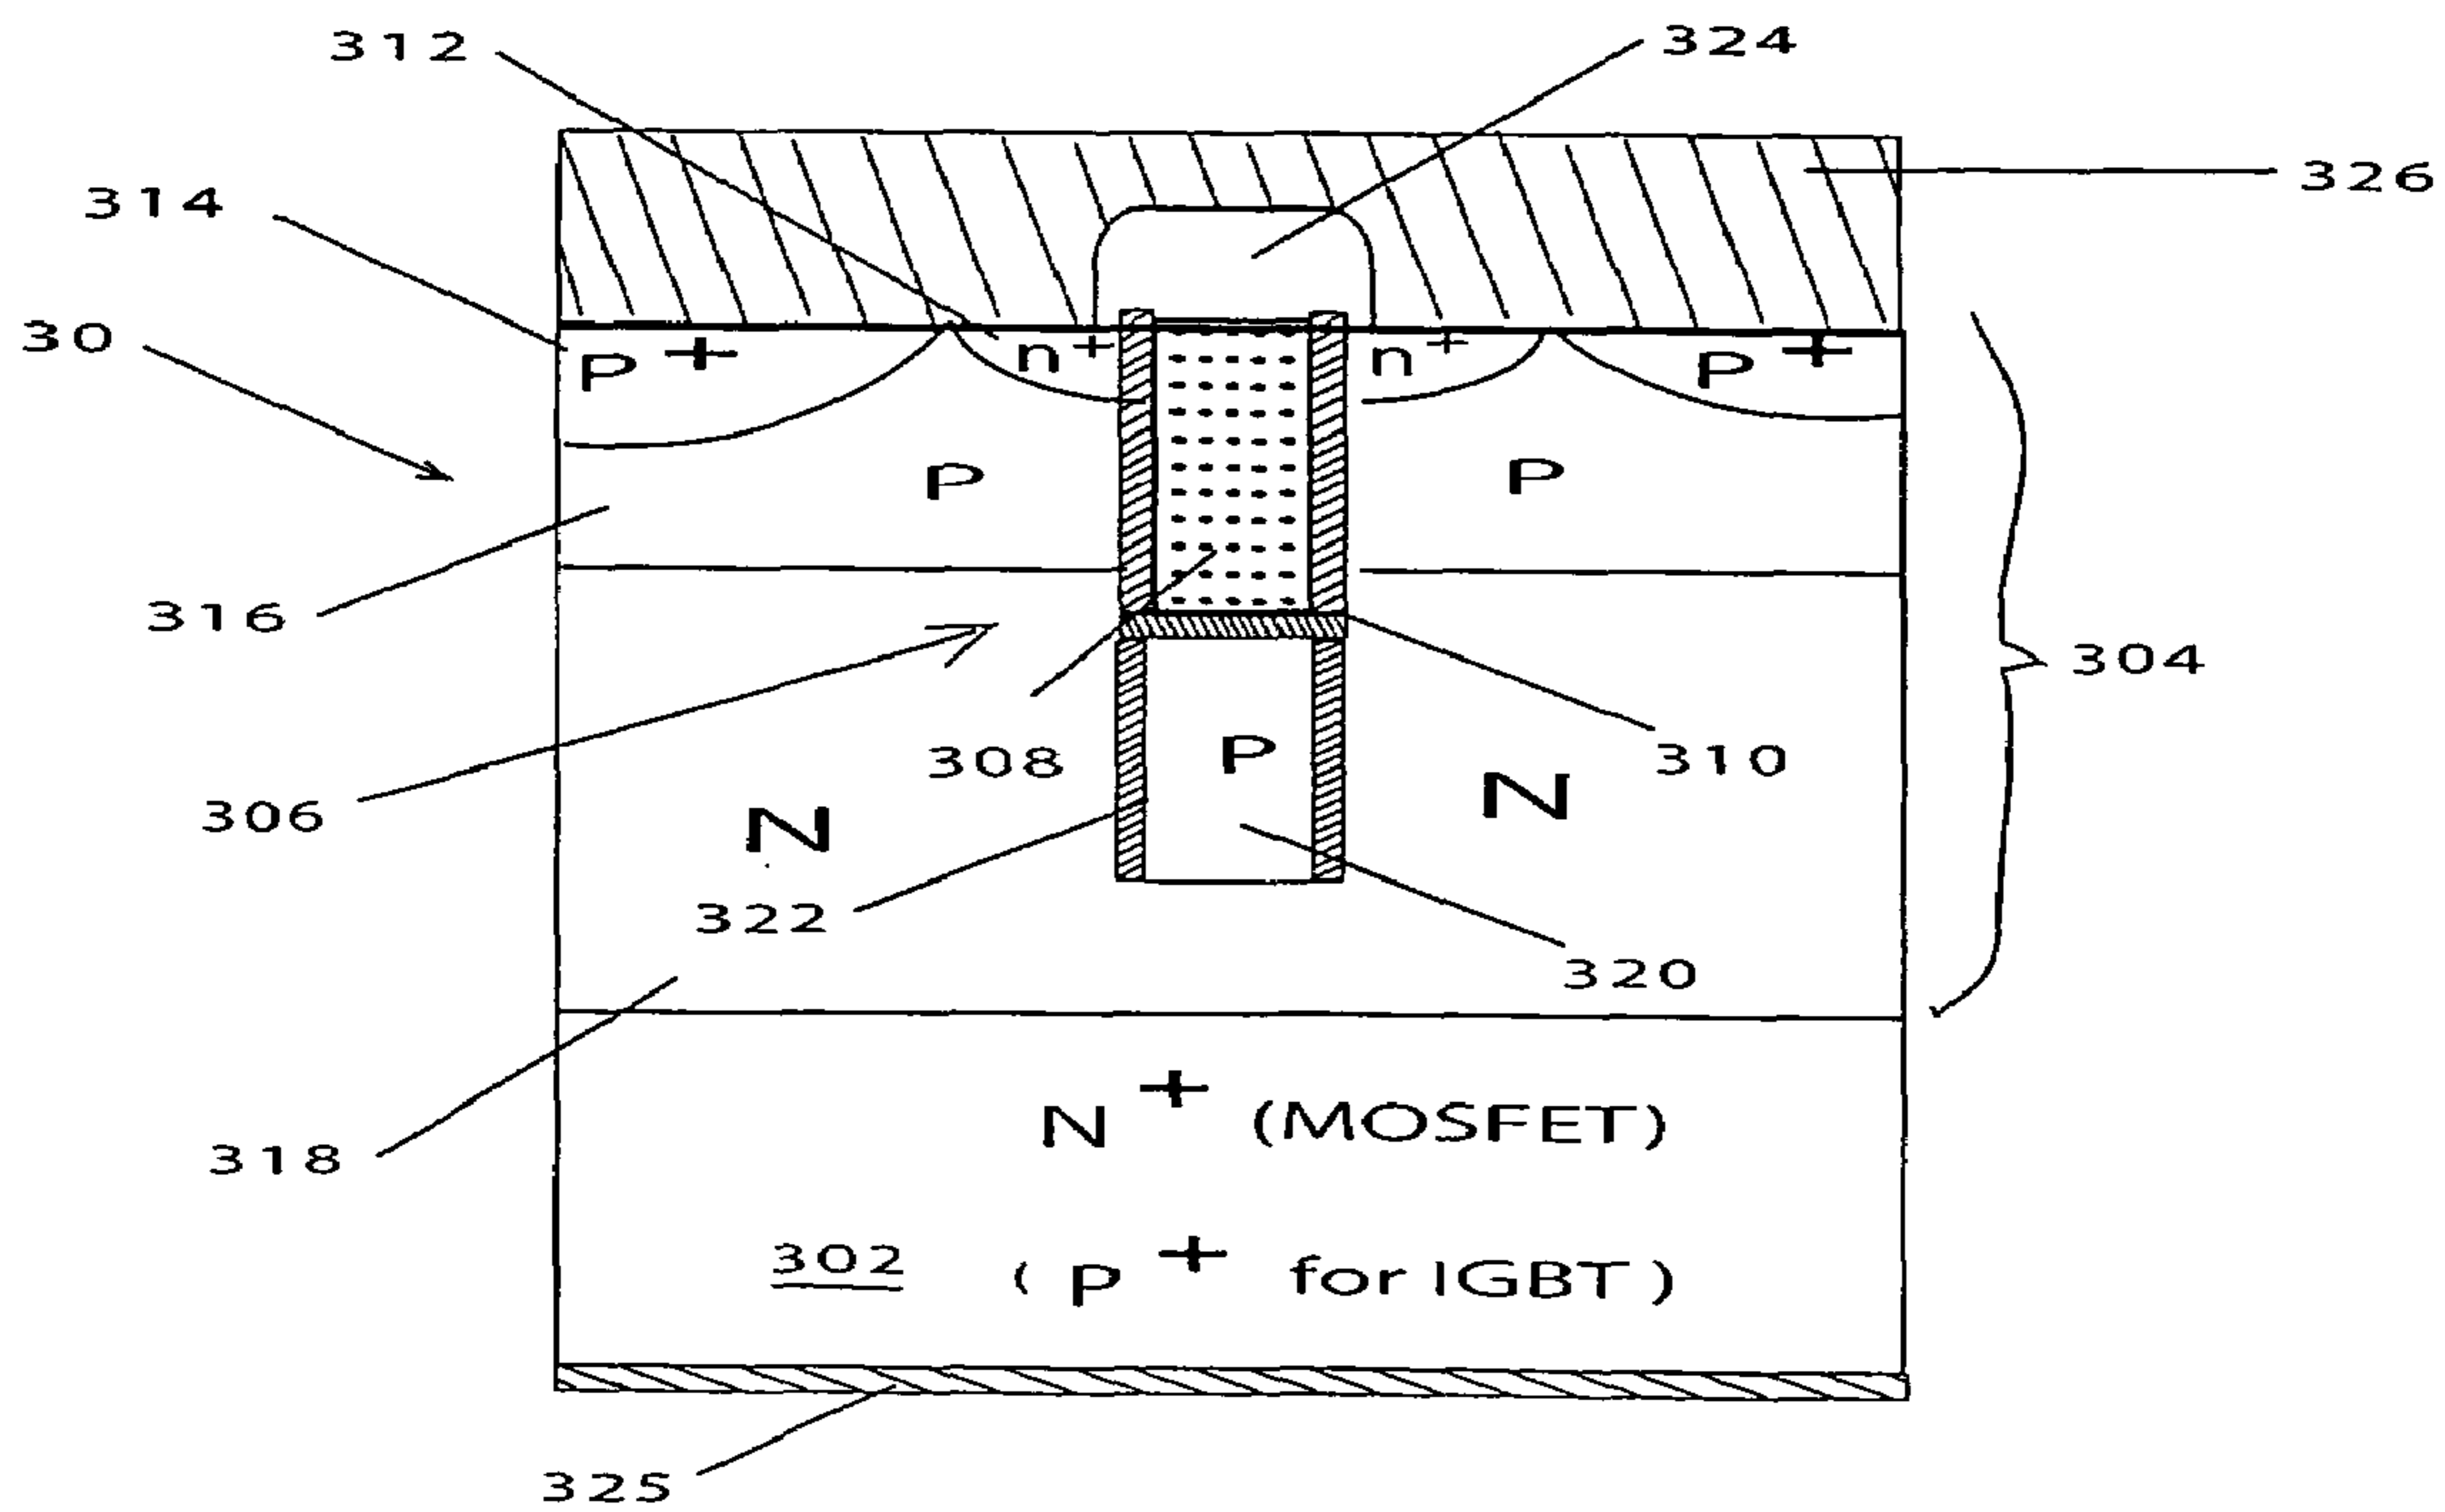 312
324
314
326
30
P+
n+
n+
P+
P
P
316
304
308
P
310
306
N
N
322
320
318
N+ (MOSFET)
302 (P+ for IGBT)
325